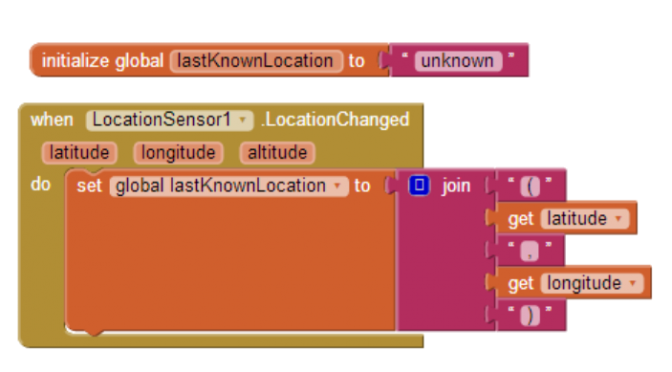 initialize global lastKnownLocation to " unknown "
when LocationSensor1 .LocationChanged
latitude longitude altitude
do set global lastKnownLocation to join " ( "
get latitude
" , "
get longitude
" ) "